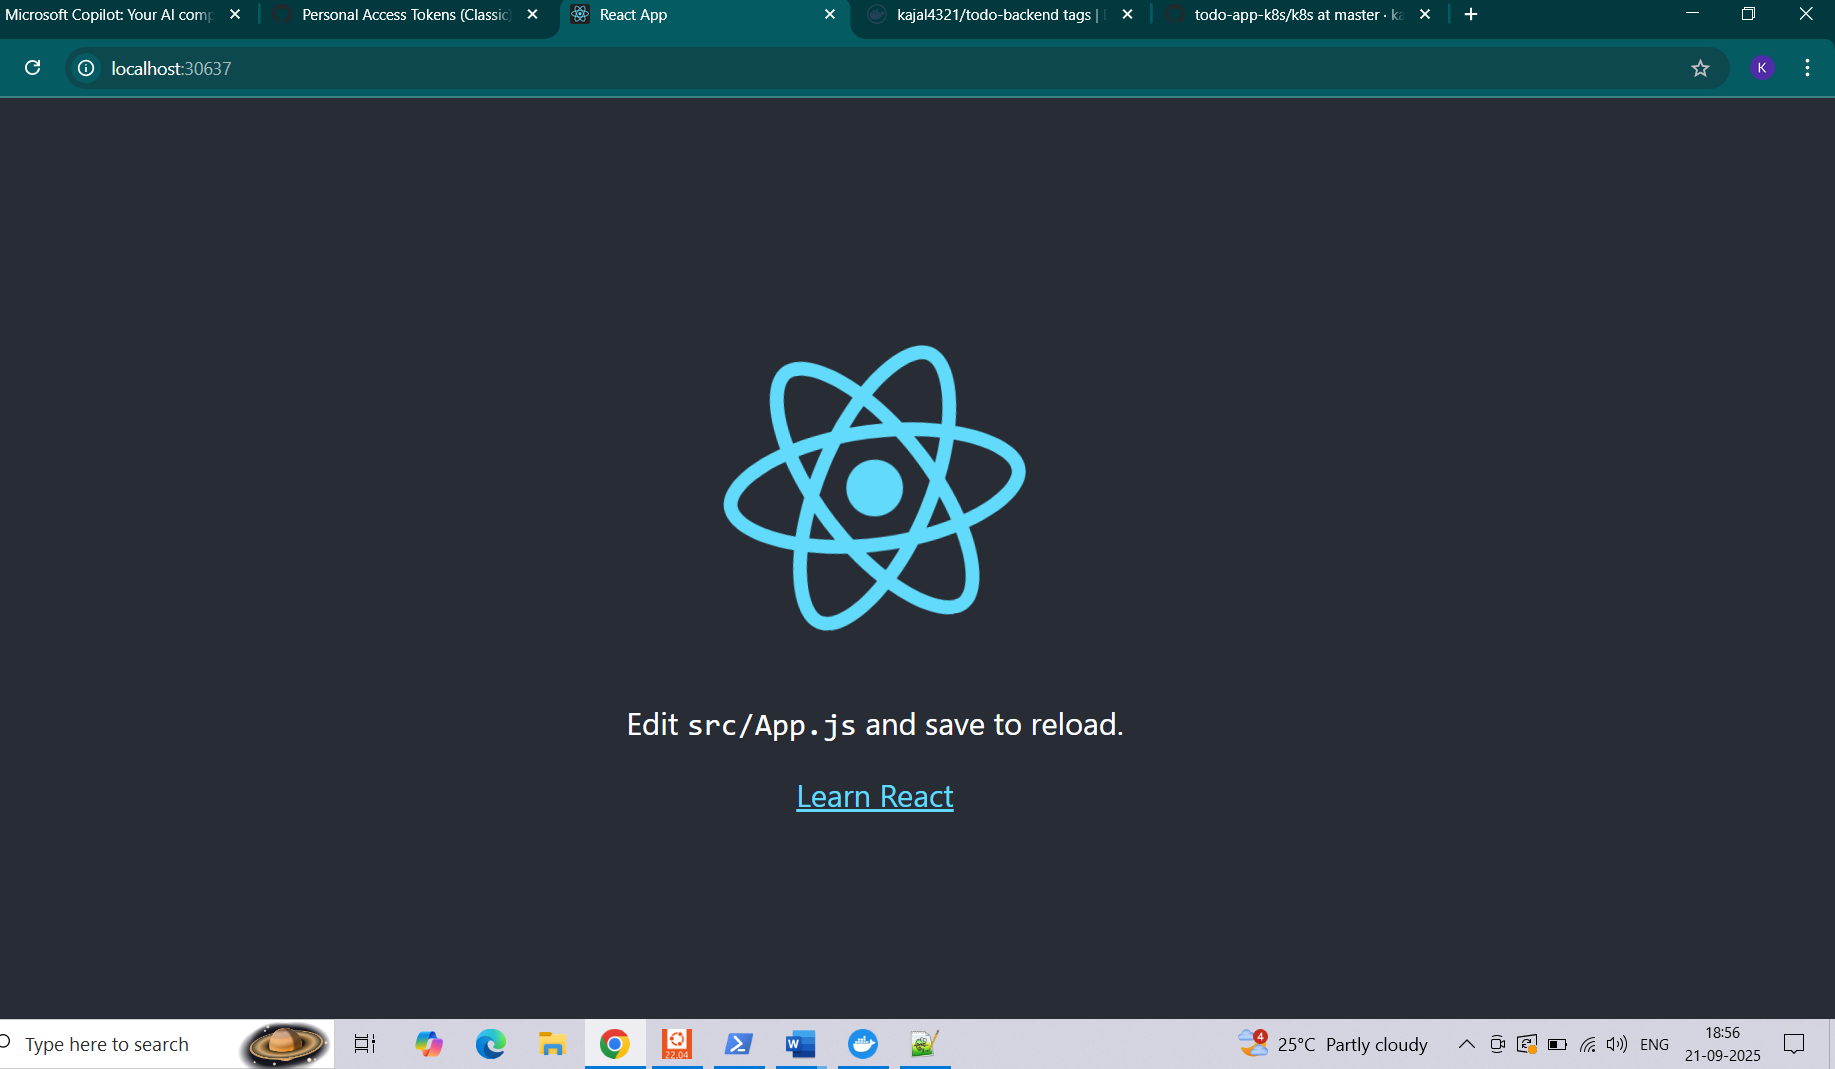 Microsoft Copilot: Your AI comp
Personal Access Tokens (Classic)
React App
kajal4321/todo-backend tags |
todo-app-k8s/k8s at master · ka
localhost:30637
K
Edit src/App.js and save to reload.
Learn React
Type here to search
22.04
W
4
25°C Partly cloudy
ENG
18:56
21-09-2025